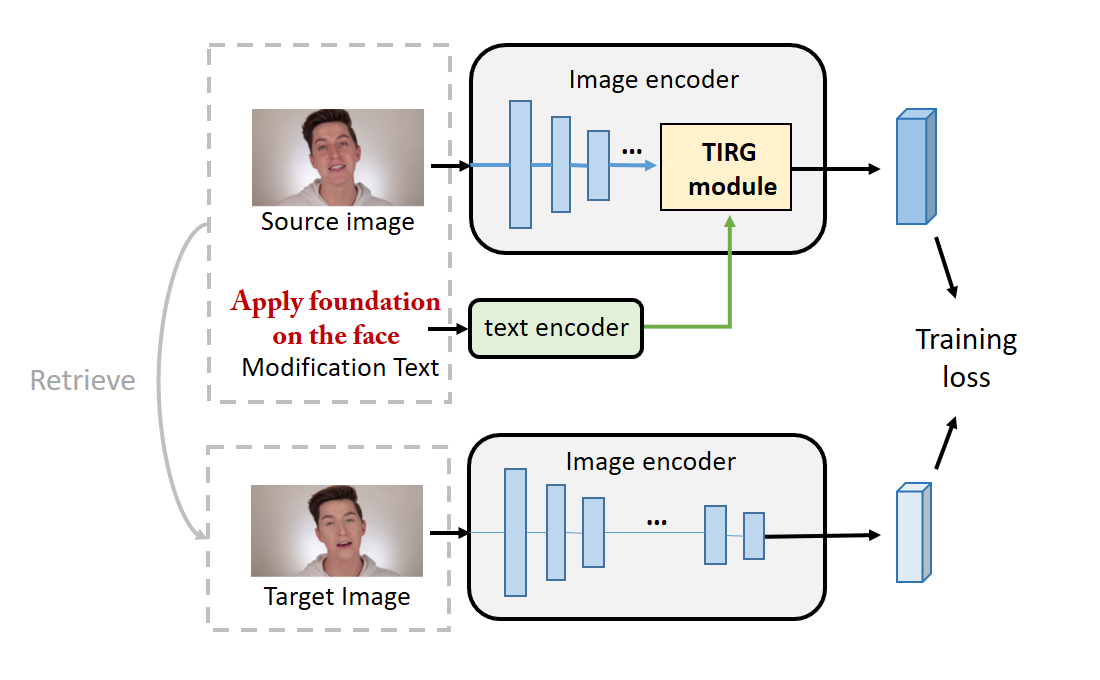 Image encoder
...
TIRG
module
Source image
Apply foundation
on the face
Modification Text
text encoder
Training
loss
Retrieve
Image encoder
...
Target Image